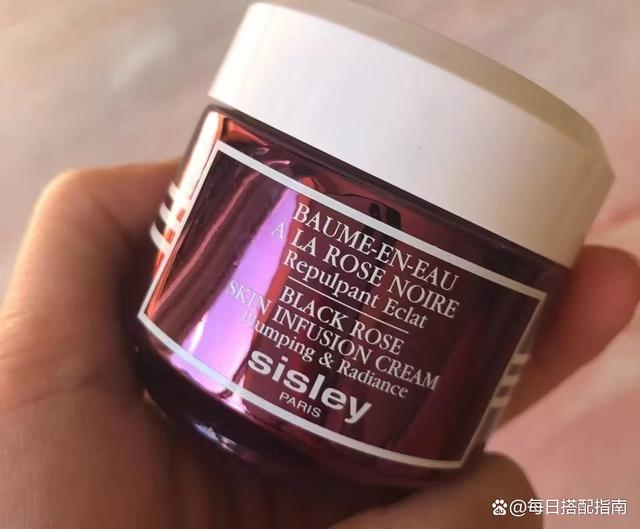 BAUME-EN-EAU
A LA ROSE NOIRE
Repulpant Eclat
BLACK ROSE
SKIN INFUSION CREAM
Plumping & Radiance
sisley
PARIS
@每日搭配指南